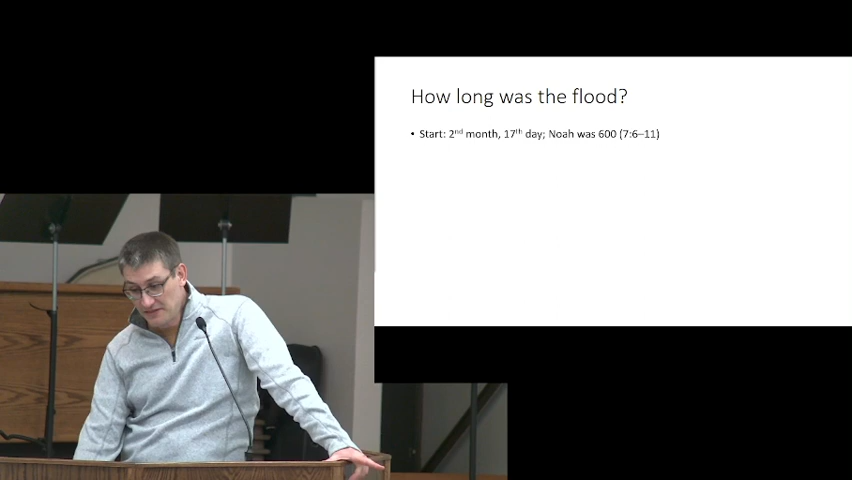 How long was the flood?
• Start: 2nd month, 17th day; Noah was 600 (7:6–11)